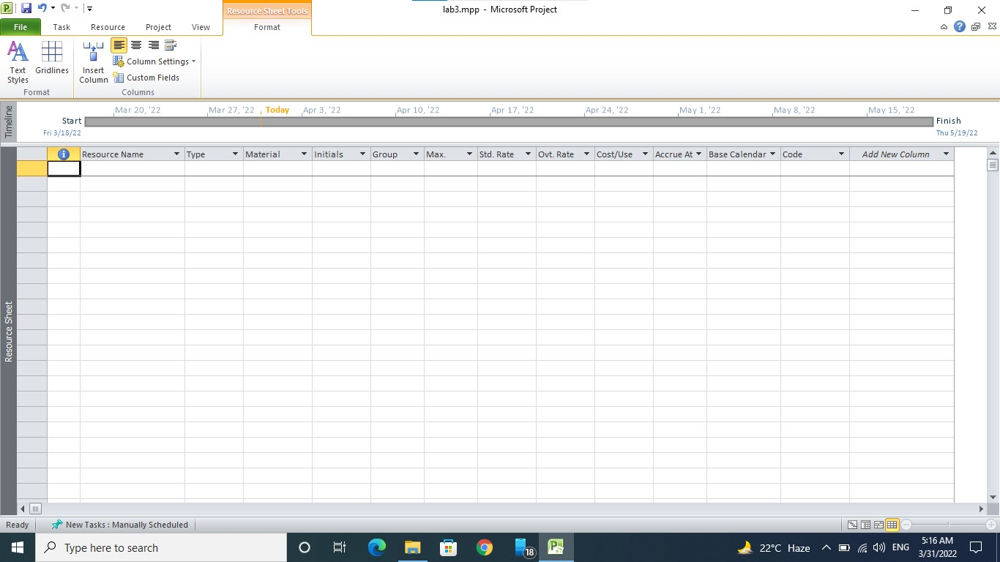 lab3.mpp - Microsoft Project
Resource Sheet Tools
File Task Resource Project View Format
Text Styles
Gridlines
Insert Column
Column Settings
Custom Fields
Format
Columns
Timeline
Mar 20, '22 Mar 27, '22 Today Apr 3, '22 Apr 10, '22 Apr 17, '22 Apr 24, '22 May 1, '22 May 8, '22 May 15, '22
Start
Fri 3/18/22
Finish
Thu 5/19/22
Resource Name Type Material Initials Group Max. Std. Rate Ovt. Rate Cost/Use Accrue At Base Calendar Code Add New Column
Resource Sheet
Ready New Tasks : Manually Scheduled
Type here to search
18
22°C Haze
ENG
5:16 AM
3/31/2022